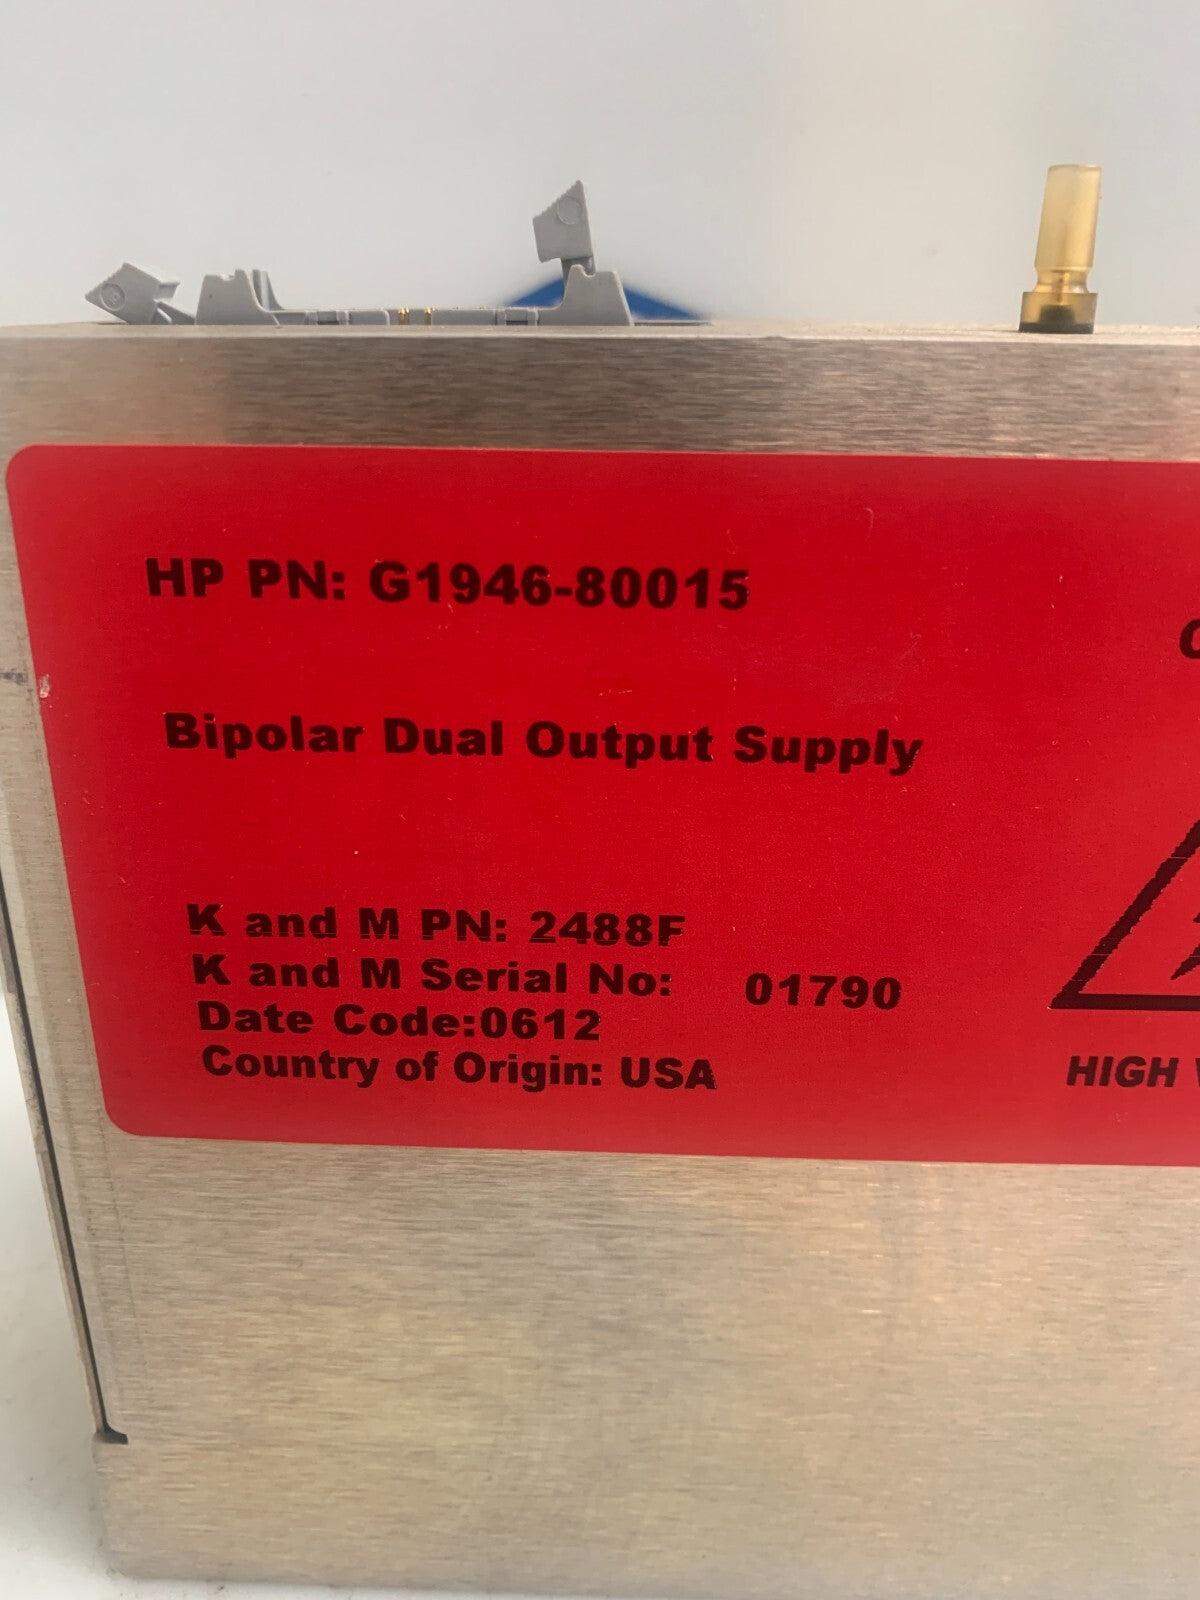 HP PN: G1946-80015
Bipolar Dual Output Supply
K and M PN: 2488F
K and M Serial No: 01790
Date Code:0612
Country of Origin: USA
HIGH